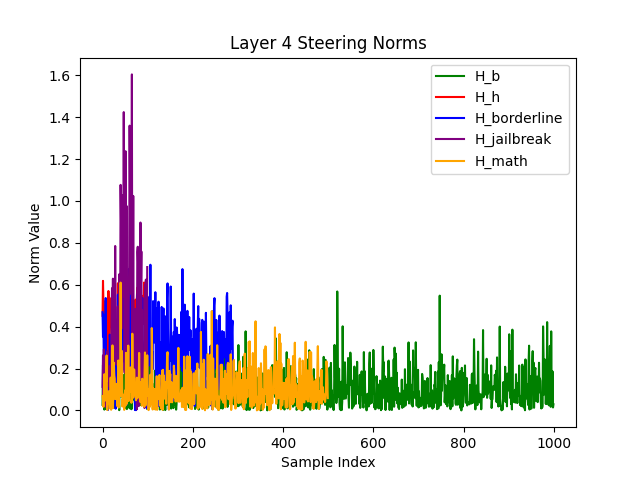 Layer 4 Steering Norms
H_b
H_h
H_borderline
H_jailbreak
H_math
Norm Value
1.6
1.4
1.2
1.0
0.8
0.6
0.4
0.2
0.0
0
200
400
600
800
1000
Sample Index